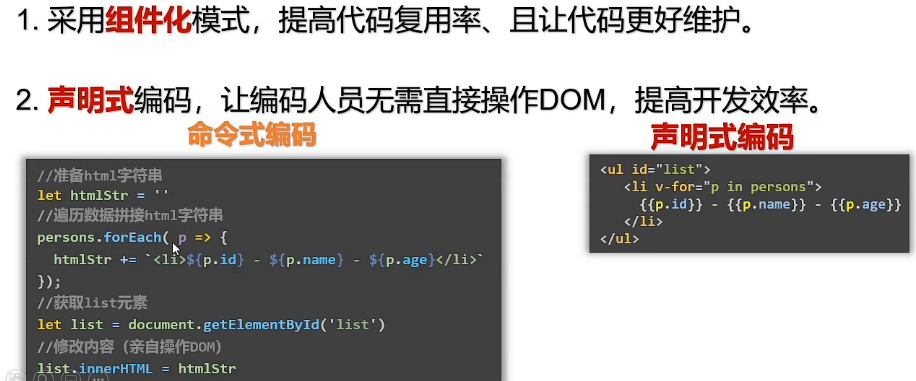 1. 采用组件化模式，提高代码复用率、且让代码更好维护。
2. 声明式编码，让编码人员无需直接操作DOM，提高开发效率。
命令式编码
//准备html字符串
let htmlStr = ''
//遍历数据拼接html字符串
persons.forEach( p => {
htmlStr += `<li>${p.id} - ${p.name} - ${p.age}</li>`
});
//获取list元素
let list = document.getElementById('list')
//修改内容（亲自操作DOM）
list.innerHTML = htmlStr
声明式编码
<ul id="list">
<li v-for="p in persons">
{{p.id}} - {{p.name}} - {{p.age}}
</li>
</ul>